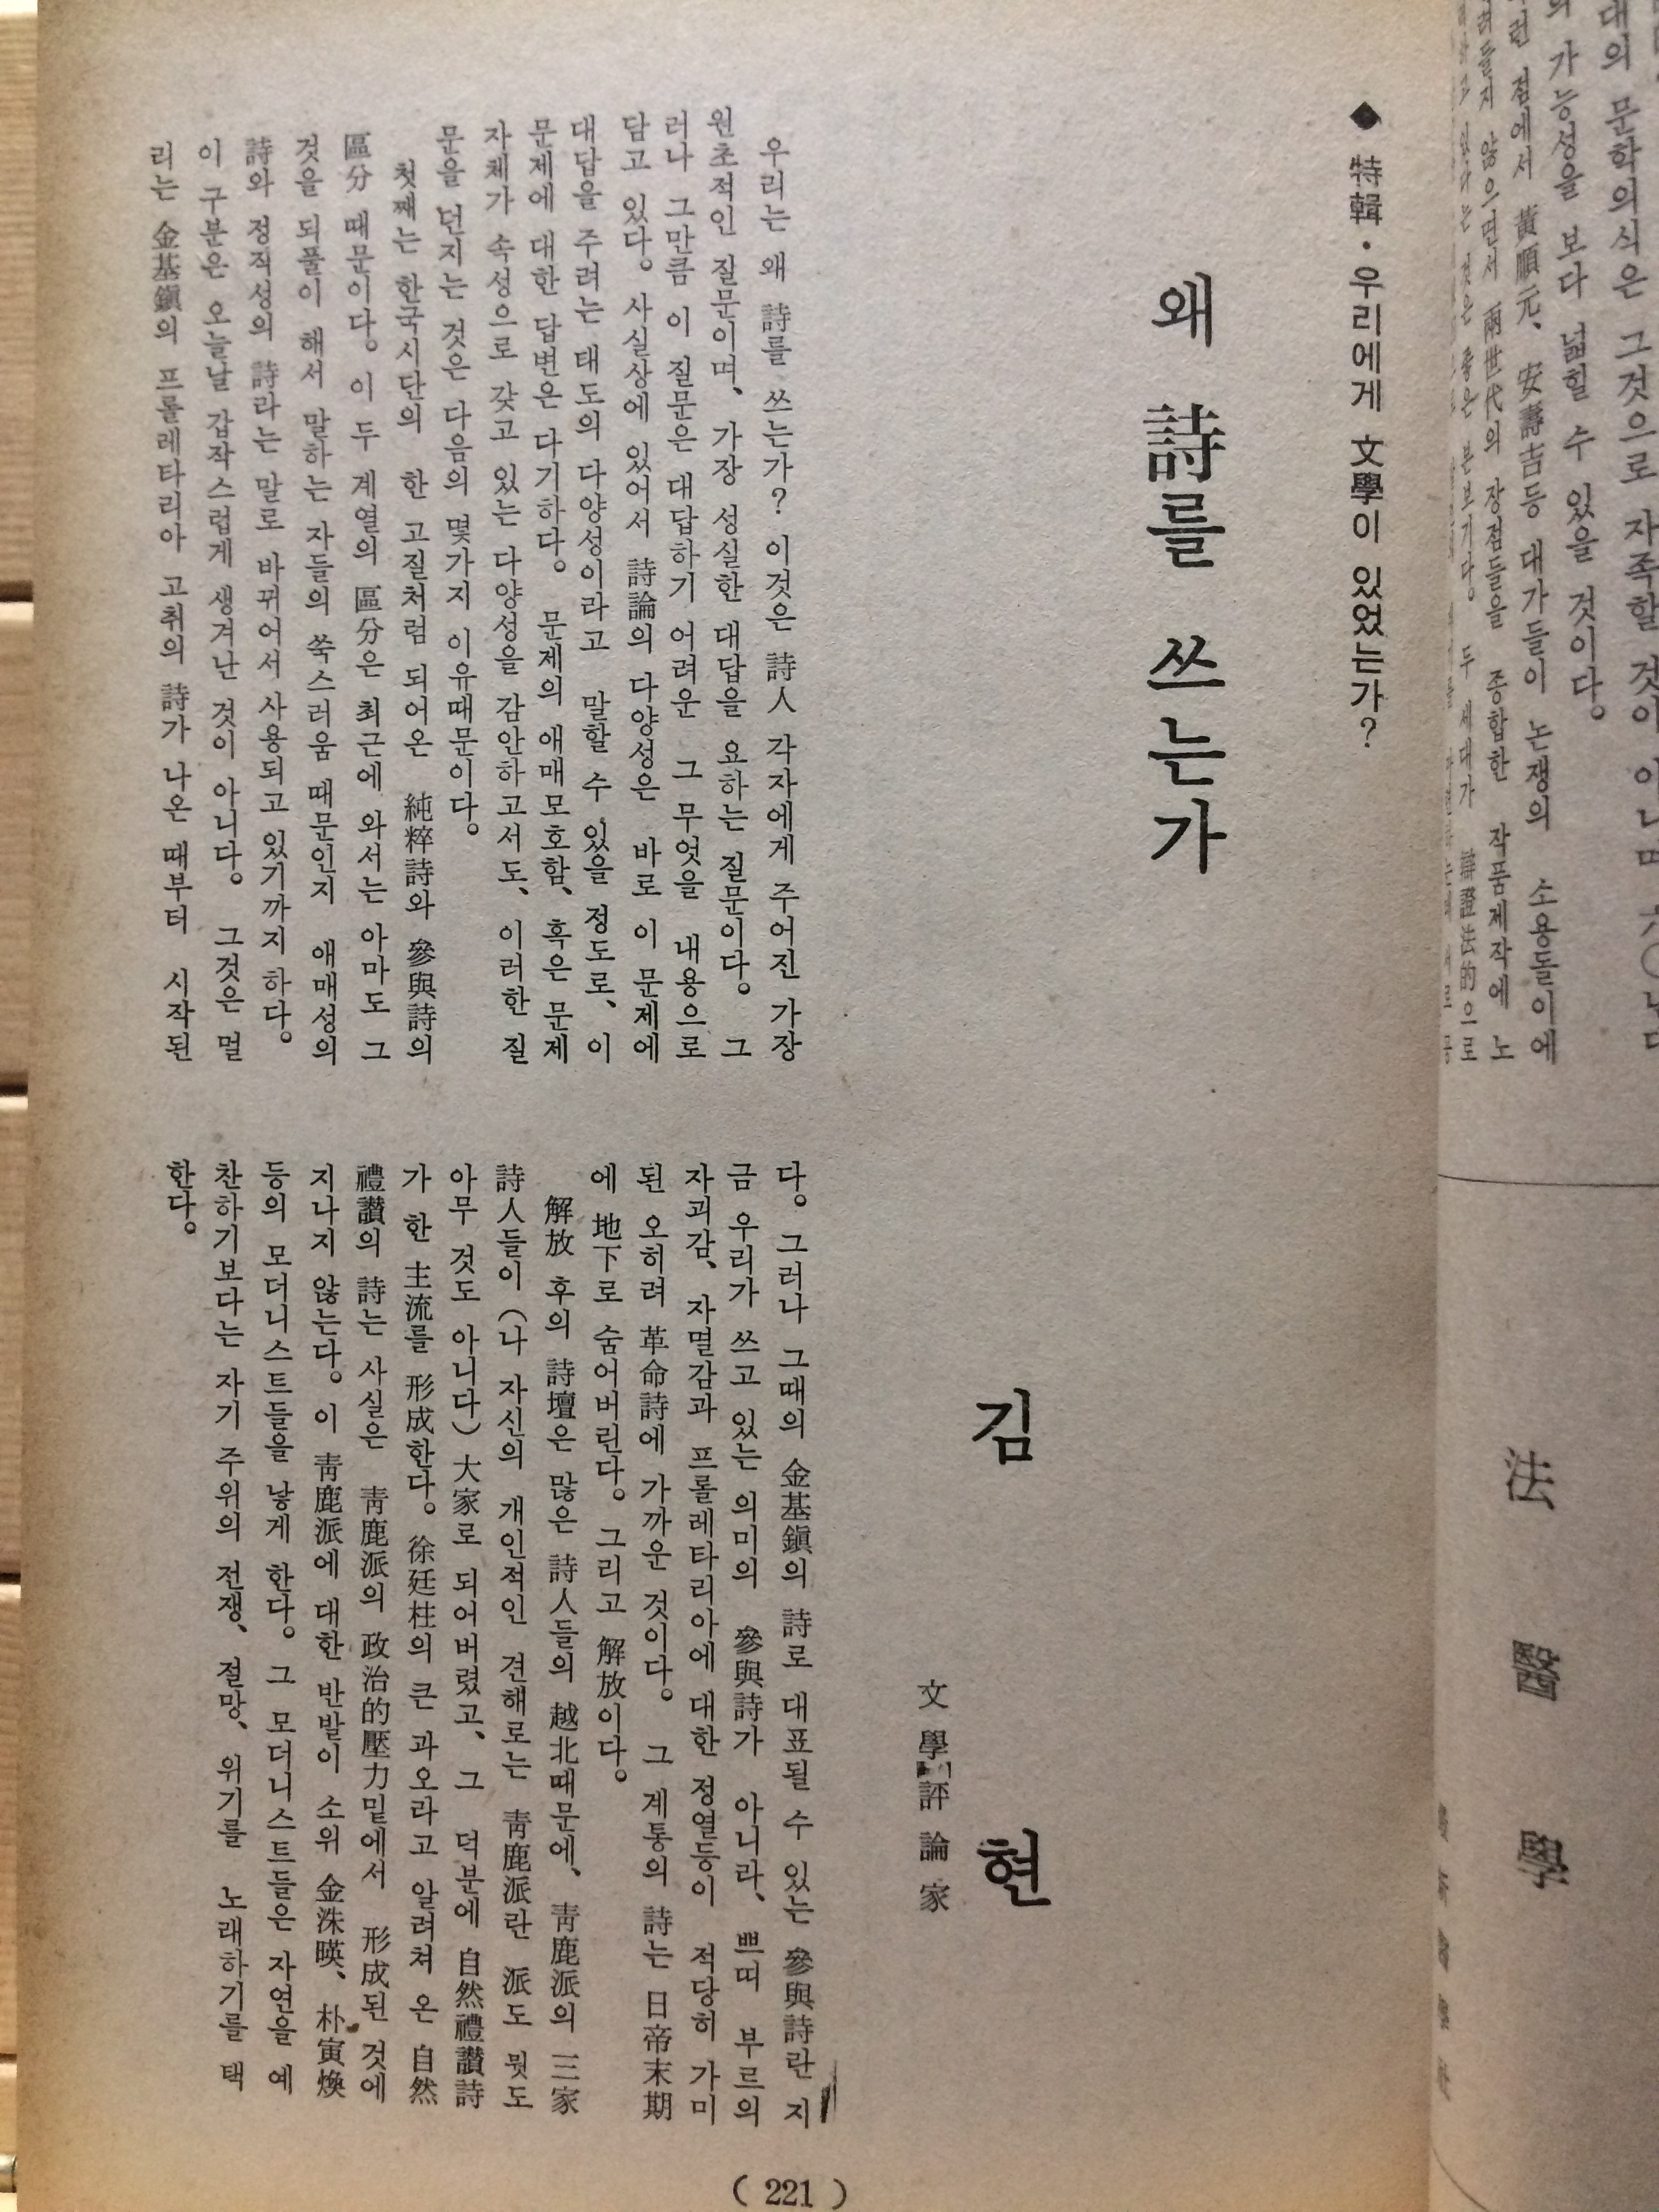 대의 문학의식은 그것으로 자족할 것이 아니며 六〇년대
의 가능성을 보다 넓힐 수 있을 것이다。
런 점에서 黃順元、安壽吉등 대가들이 논쟁의 소용돌이에
려들지 않으면서 兩世代의 장점들을 종합한 작품제작에 노
것은 좋은 본보기다。 두 세대가 辯證法的으로
法醫學
◆ 特輯・우리에게 文學이 있었는가?
왜 詩를 쓰는가
김 현
文學評論家
우리는 왜 詩를 쓰는가? 이것은 詩人 각자에게 주어진 가장
원초적인 질문이며、가장 성실한 대답을 요하는 질문이다。 그
러나 그만큼 이 질문은 대답하기 어려운 그 무엇을 내용으로
담고 있다。 사실상에 있어서 詩論의 다양성은 바로 이 문제에
대답을 주려는 태도의 다양성이라고 말할 수 있을 정도로、이
문제에 대한 답변은 다기하다。 문제의 애매모호함、혹은 문제
자체가 속성으로 갖고 있는 다양성을 감안하고서도、이러한 질
문을 던지는 것은 다음의 몇가지 이유때문이다。
첫째는 한국시단의 한 고질처럼 되어온 純粹詩와 參與詩의
區分 때문이다。 이 두 계열의 區分은 최근에 와서는 아마도 그
것을 되풀이 해서 말하는 자들의 쑥스러움 때문인지 애매성의
詩와 정직성의 詩라는 말로 바뀌어서 사용되고 있기까지 하다。
이 구분은 오늘날 갑작스럽게 생겨난 것이 아니다。 그것은 멀
리는 金基鎭의 프롤레타리아 고취의 詩가 나온 때부터 시작된
다。 그러나 그때의 金基鎭의 詩로 대표될 수 있는 參與詩란 지
금 우리가 쓰고 있는 의미의 參與詩가 아니라、쁘띠 부르의
자괴감、자멸감과 프롤레타리아에 대한 정열등이 적당히 가미
된 오히려 革命詩에 가까운 것이다。 그 계통의 詩는 日帝末期
에 地下로 숨어버린다。 그리고 解放이다。
解放 후의 詩壇은 많은 詩人들의 越北때문에、靑鹿派의 三家
詩人들이 (나 자신의 개인적인 견해로는 靑鹿派란 派도 뭣도
아무 것도 아니다) 大家로 되어버렸고、그 덕분에 自然禮讚詩
가 한 主流를 形成한다。 徐廷柱의 큰 과오라고 알려져 온 自然
禮讚의 詩는 사실은 靑鹿派의 政治的壓力밑에서 形成된 것에
지나지 않는다。 이 靑鹿派에 대한 반발이 소위 金洙暎、朴寅煥
등의 모더니스트들을 낳게 한다。 그 모더니스트들은 자연을 예
찬하기보다는 자기 주위의 전쟁、절망、위기를 노래하기를 택
한다。
( 221 )